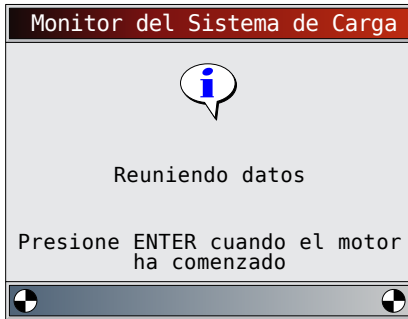 Monitor del Sistema de Carga
i
Reuniendo datos
Presione ENTER cuando el motor
ha comenzado